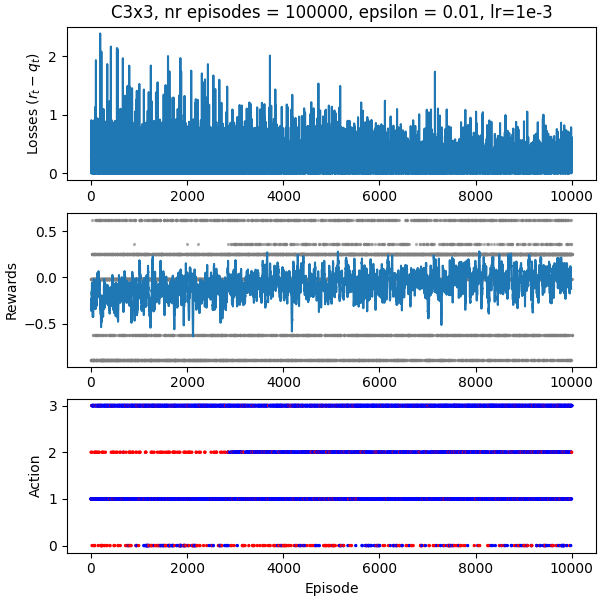 C3x3, nr episodes = 100000, epsilon = 0.01, lr=1e-3
Losses (r_t − q_t)
2
1
0
0 2000 4000 6000 8000 10000
Rewards
0.5
0.0
−0.5
0 2000 4000 6000 8000 10000
Action
3
2
1
0
0 2000 4000 6000 8000 10000
Episode